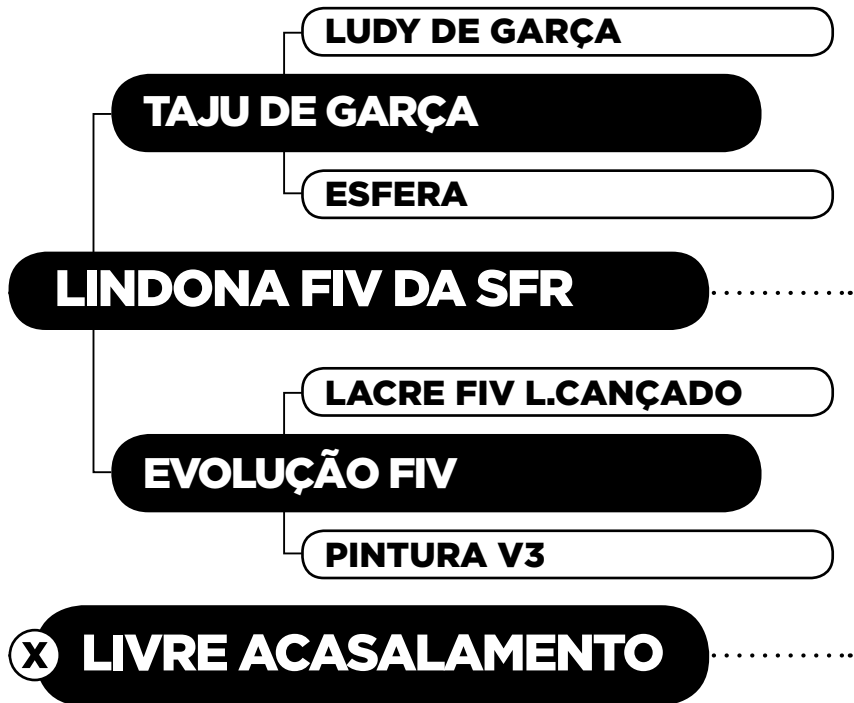 LUDY DE GARÇA
TAJU DE GARÇA
ESFERA
LINDONA FIV DA SFR
LACRE FIV L.CANÇADO
EVOLUÇÃO FIV
PINTURA V3
X LIVRE ACASALAMENTO